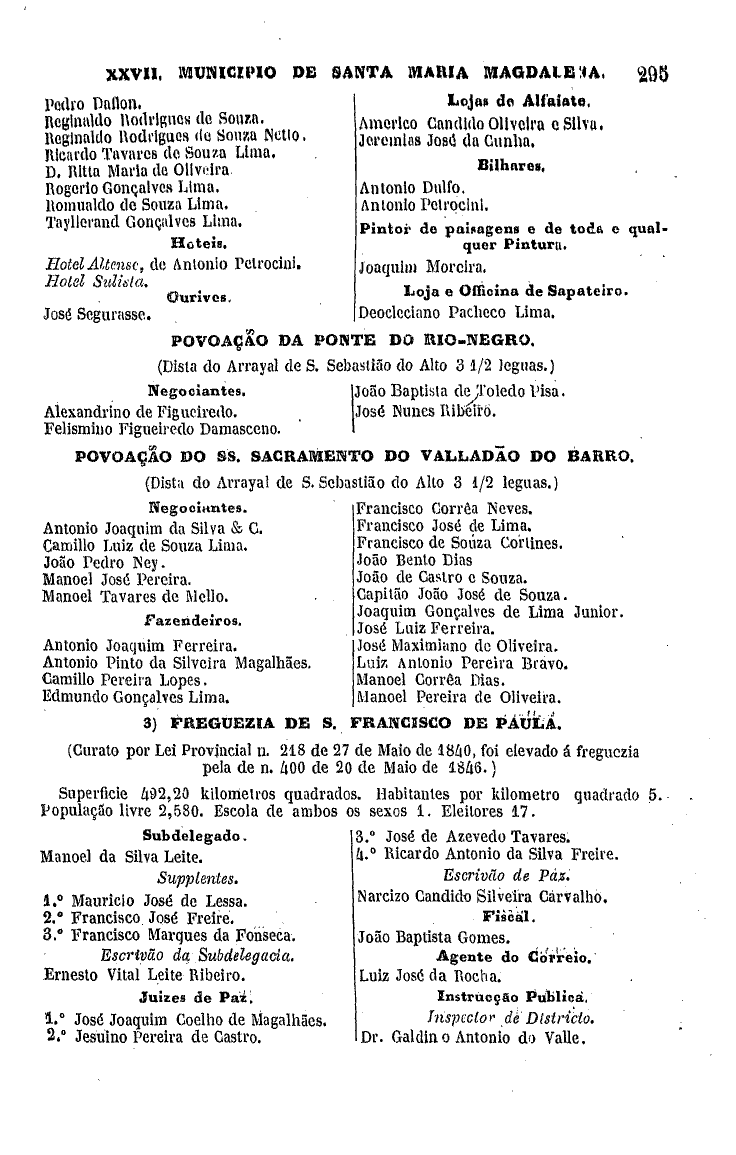 XXVII. MUNICIPIO DE SANTA MARIA MAGDALENA. 295
Pedro Daflon.
Reginaldo Rodrigues de Souza.
Reginaldo Rodrigues de Souza Netto.
Ricardo Tavares de Souza Lima.
D. Ritta Maria de Oliveira
Rogerio Gonçalves Lima.
Romualdo de Souza Lima.
Tayllerand Gonçalves Lima.
Hoteis.
Hotel Altense, de Antonio Petrocini.
Hotel Sulista.
Ourives.
José Segurasse.
Lojas de Alfaiate.
Americo Candido Oliveira e Silva.
Jeremias José da Cunha.
Bilhares.
Antonio Dulfo.
Antonio Petrocini.
Pintor de paisagens e de toda e qual-
quer Pintura.
Joaquim Moreira.
Loja e Officina de Sapateiro.
Deocleciano Pacheco Lima.
POVOAÇÃO DA PONTE DO RIO-NEGRO.
(Dista do Arrayal de S. Sebastião do Alto 3 1/2 leguas.)
Negociantes.
Alexandrino de Figueiredo.
Felismino Figueiredo Damasceno.
João Baptista de Toledo Pisa.
José Nunes Ribeiro.
POVOAÇÃO DO SS. SACRAMENTO DO VALLADÃO DO BARRO.
(Dista do Arrayal de S. Sebastião do Alto 3 1/2 leguas.)
Negociantes.
Antonio Joaquim da Silva & C.
Camillo Luiz de Souza Lima.
João Pedro Ney.
Manoel José Pereira.
Manoel Tavares de Mello.
Fazendeiros.
Antonio Joaquim Ferreira.
Antonio Pinto da Silveira Magalhães.
Camillo Pereira Lopes.
Edmundo Gonçalves Lima.
Francisco Corrêa Neves.
Francisco José de Lima.
Francisco de Souza Cortines.
João Bento Dias
João de Castro e Souza.
Capitão João José de Souza.
Joaquim Gonçalves de Lima Junior.
José Luiz Ferreira.
José Maximiano de Oliveira.
Luiz Antonio Pereira Bravo.
Manoel Corrêa Dias.
Manoel Pereira de Oliveira.
3) FREGUEZIA DE S. FRANCISCO DE PAULA.
(Curato por Lei Provincial n. 218 de 27 de Maio de 1840, foi elevado á freguezia
pela de n. 400 de 20 de Maio de 1846.)
Superficie 492,20 kilometros quadrados. Habitantes por kilometro quadrado 5.
População livre 2,580. Escola de ambos os sexos 1. Eleitores 17.
Subdelegado.
Manoel da Silva Leite.
Supplentes.
1.º Mauricio José de Lessa.
2.º Francisco José Freire.
3.º Francisco Marques da Fonseca.
Escrivão da Subdelegacia.
Ernesto Vital Leite Ribeiro.
Juizes de Paz.
1.º José Joaquim Coelho de Magalhães.
2.º Jesuino Pereira de Castro.
3.º José de Azevedo Tavares.
4.º Ricardo Antonio da Silva Freire.
Escrivão de Paz.
Narcizo Candido Silveira Carvalho.
Fiscal.
João Baptista Gomes.
Agente do Correio.
Luiz José da Rocha.
Instrucção Publica.
Inspector de Districto.
Dr. Galdino Antonio do Valle.